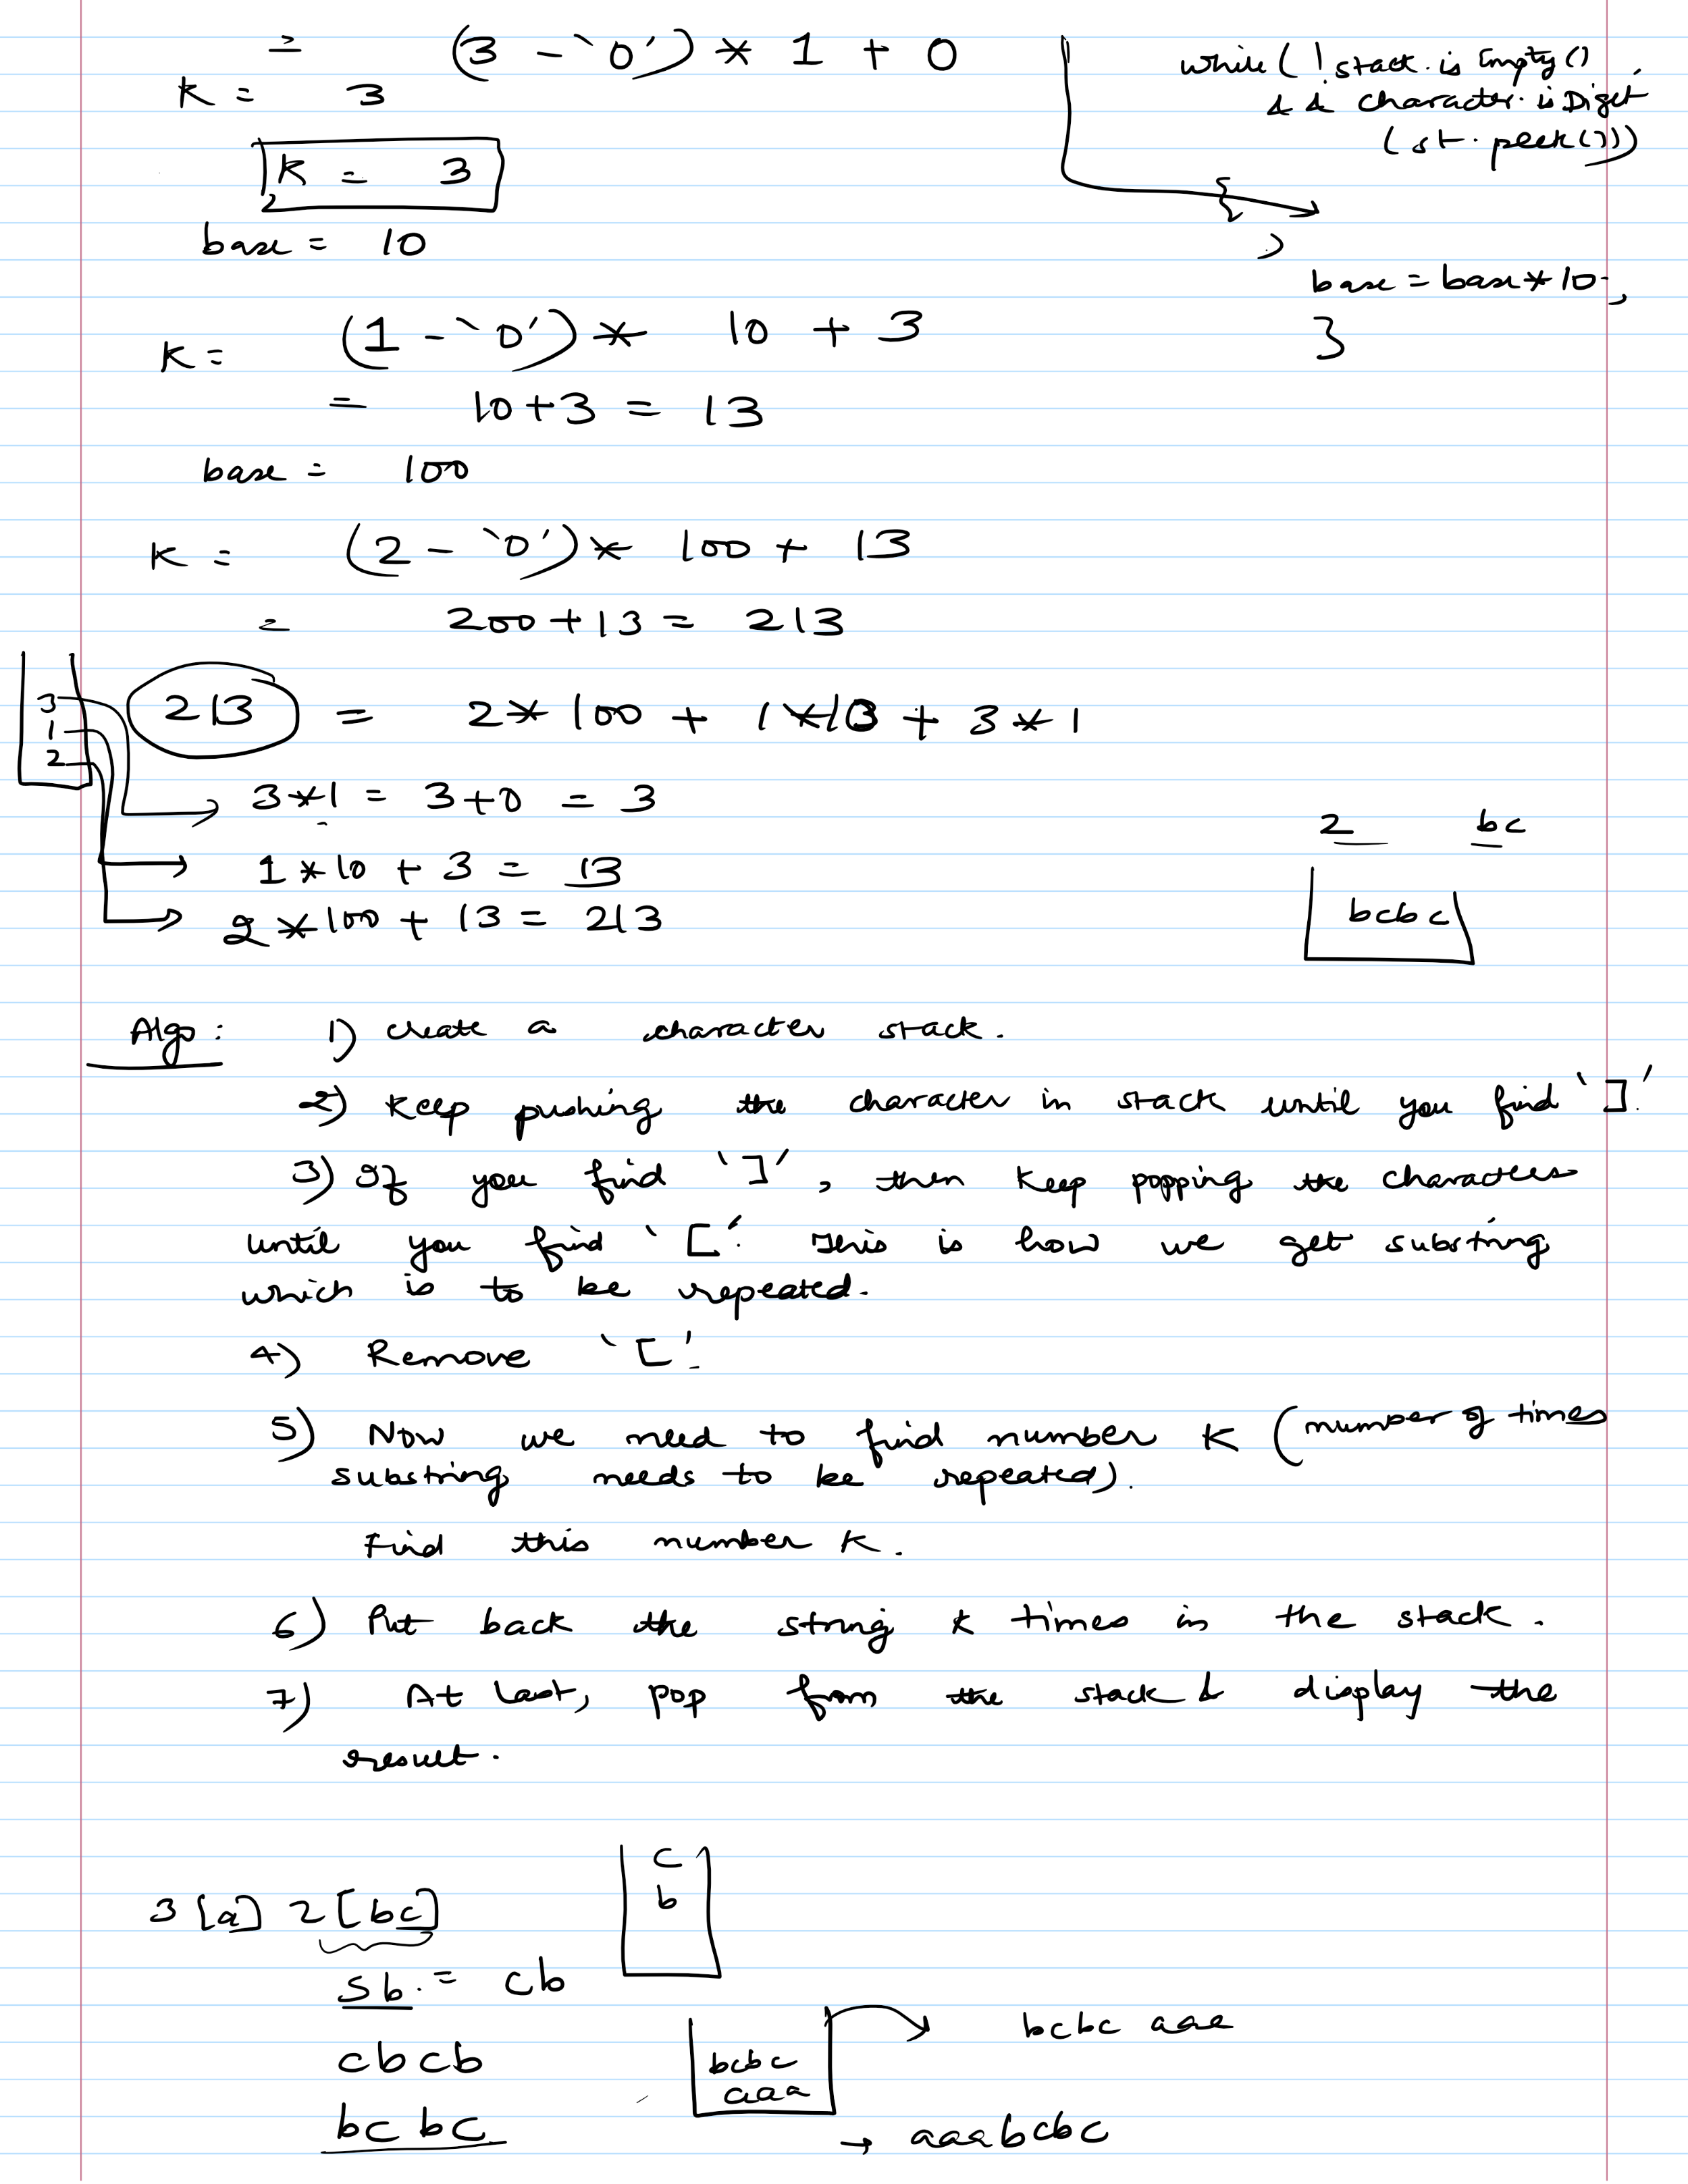 = (3 - '0') * 1 + 0
K = 3
K = 3
base = 10
while ( ! stack. is Empty ()
&& character. isDigit
( st. peek()))
{
base = base * 10;
}
K = (1 - '0') * 10 + 3
= 10+3 = 13
base = 100
K = (2 - '0') * 100 + 13
= 200 + 13 = 213
3
1
2
213 = 2 * 100 + 1 * 10 + 3 * 1
3 * 1 = 3+0 = 3
1 * 10 + 3 = 13
2 * 100 + 13 = 213
2 bc
bcbc
Algo: 1) create a character stack.
2) Keep pushing the character in stack until you find ']'.
3) If you find ']', then keep popping the characters
until you find '['. This is how we get substring
which is to be repeated.
4) Remove '['.
5) Now we need to find number K (number of times
substring needs to be repeated).
Find this number K.
6) Put back the string K times in the stack.
7) At last, pop from the stack & display the
result.
c
b
3 [a] 2 [bc]
sb. = cb
cbcb
bcbc
bcbc
aaa
bcbc aaa
→ aaabcbc